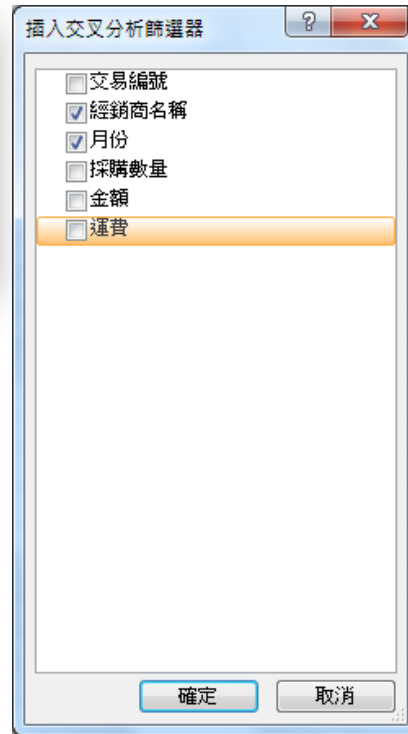 插入交叉分析篩選器
交易編號
經銷商名稱
月份
採購數量
金額
運費
確定 取消